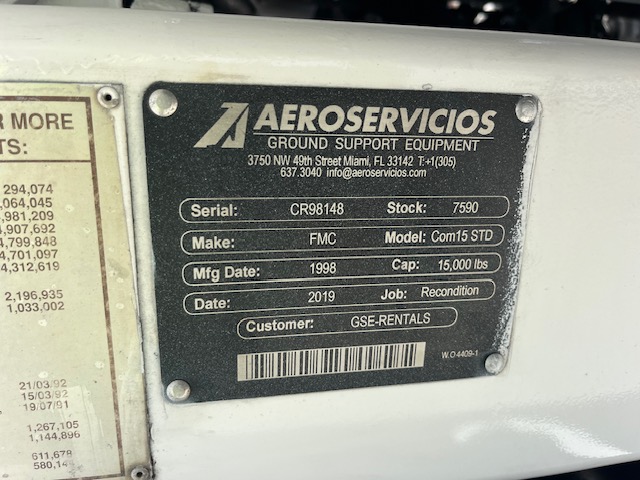 R MORE
TS:
294,074
,064,045
,981,209
4,907,692
4,799,848
4,701,097
4,312,619
2,196,935
1,033,002
21/03/92
15/03/92
19/07/91
1,267,105
1,144,896
611,678
580,14
AEROSERVICIOS
GROUND SUPPORT EQUIPMENT
3750 NW 49th Street Miami, FL 33142 T:+1(305)
637.3040 info@aeroservicios.com
Serial: CR98148 Stock: 7590
Make: FMC Model: Com15 STD
Mfg Date: 1998 Cap: 15,000 lbs
Date: 2019 Job: Recondition
Customer: GSE-RENTALS
W.O 4409-1